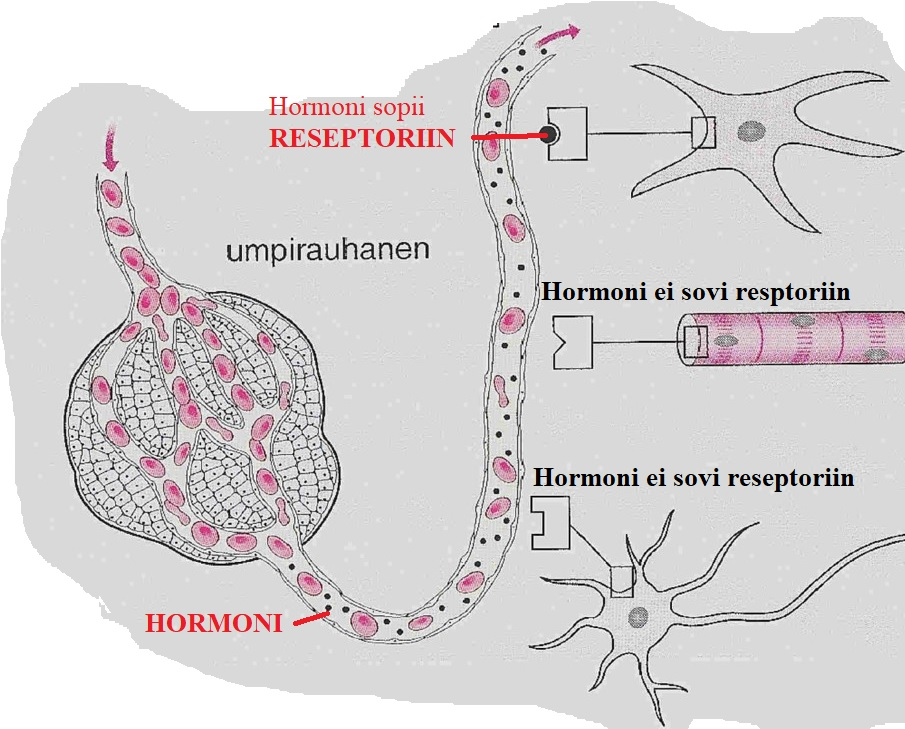 Hormoni sopii
RESEPTORIIN
umpirauhanen
Hormoni ei sovi resptoriin
Hormoni ei sovi reseptoriin
HORMONI